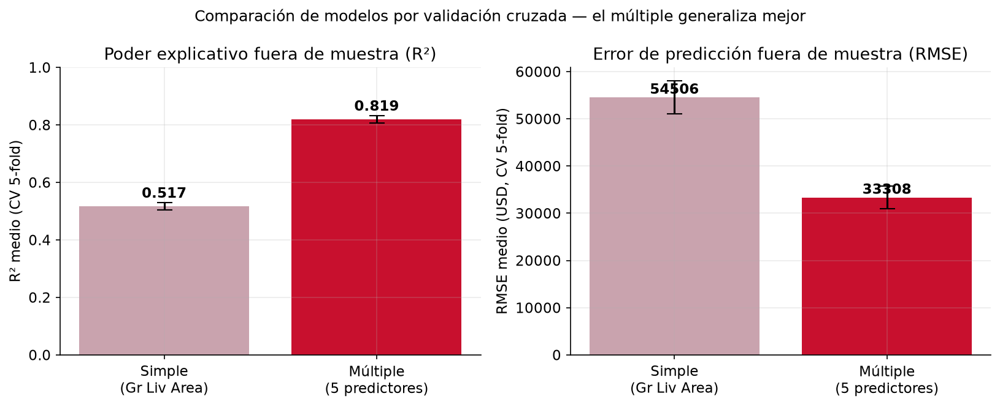 Comparación de modelos por validación cruzada — el múltiple generaliza mejor
Poder explicativo fuera de muestra (R²)
R² medio (CV 5-fold)
1.0
0.8
0.6
0.4
0.2
0.0
0.517
0.819
Simple
(Gr Liv Area)
Múltiple
(5 predictores)
Error de predicción fuera de muestra (RMSE)
RMSE medio (USD, CV 5-fold)
60000
50000
40000
30000
20000
10000
0
54506
33308
Simple
(Gr Liv Area)
Múltiple
(5 predictores)